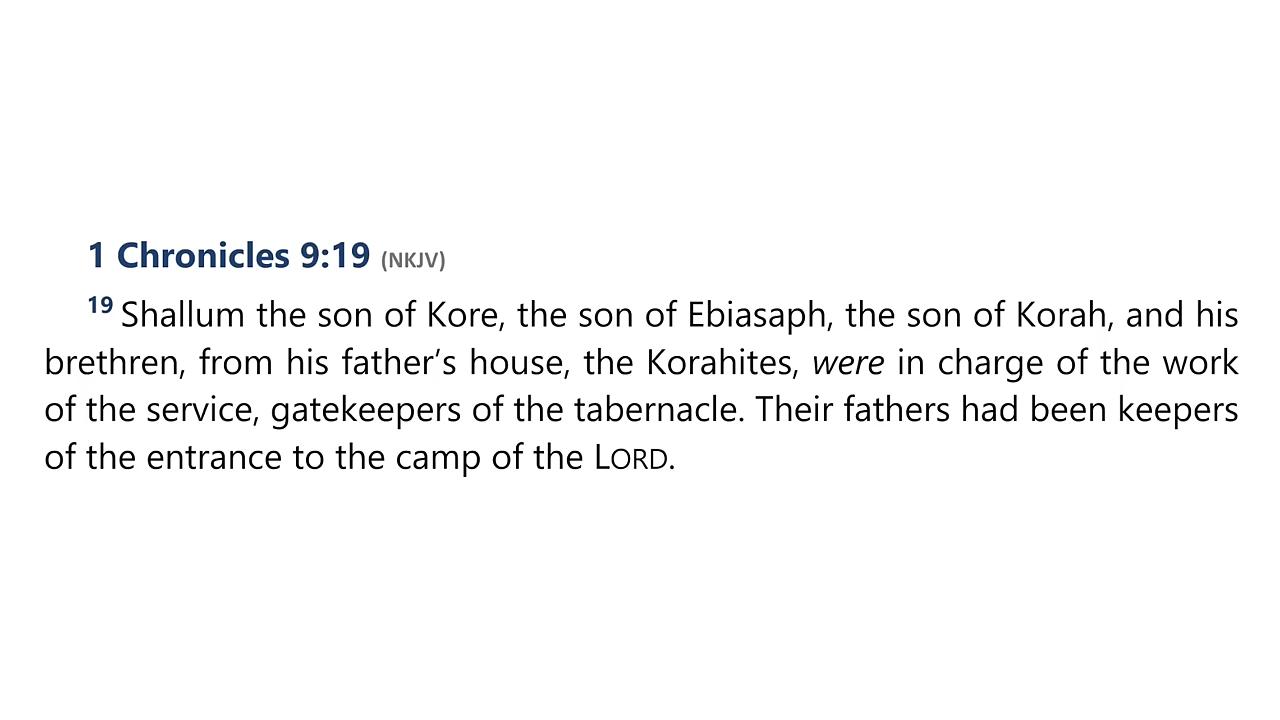 1 Chronicles 9:19 (NKJV)
19 Shallum the son of Kore, the son of Ebiasaph, the son of Korah, and his
brethren, from his father’s house, the Korahites, were in charge of the work
of the service, gatekeepers of the tabernacle. Their fathers had been keepers
of the entrance to the camp of the LORD.